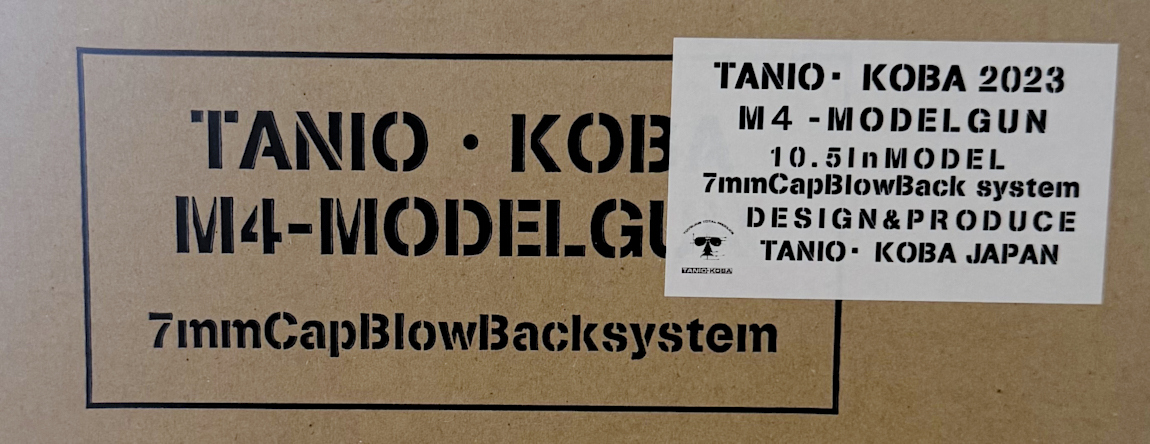 TANIO・KOBA
M4-MODELGU
7mmCapBlowBacksystem
TANIO・ KOBA 2023
M4 -MODELGUN
10.5InMODEL
7mmCapBlowBack system
DESIGN&PRODUCE
TANIO・ KOBA JAPAN
TANIO・KOBA